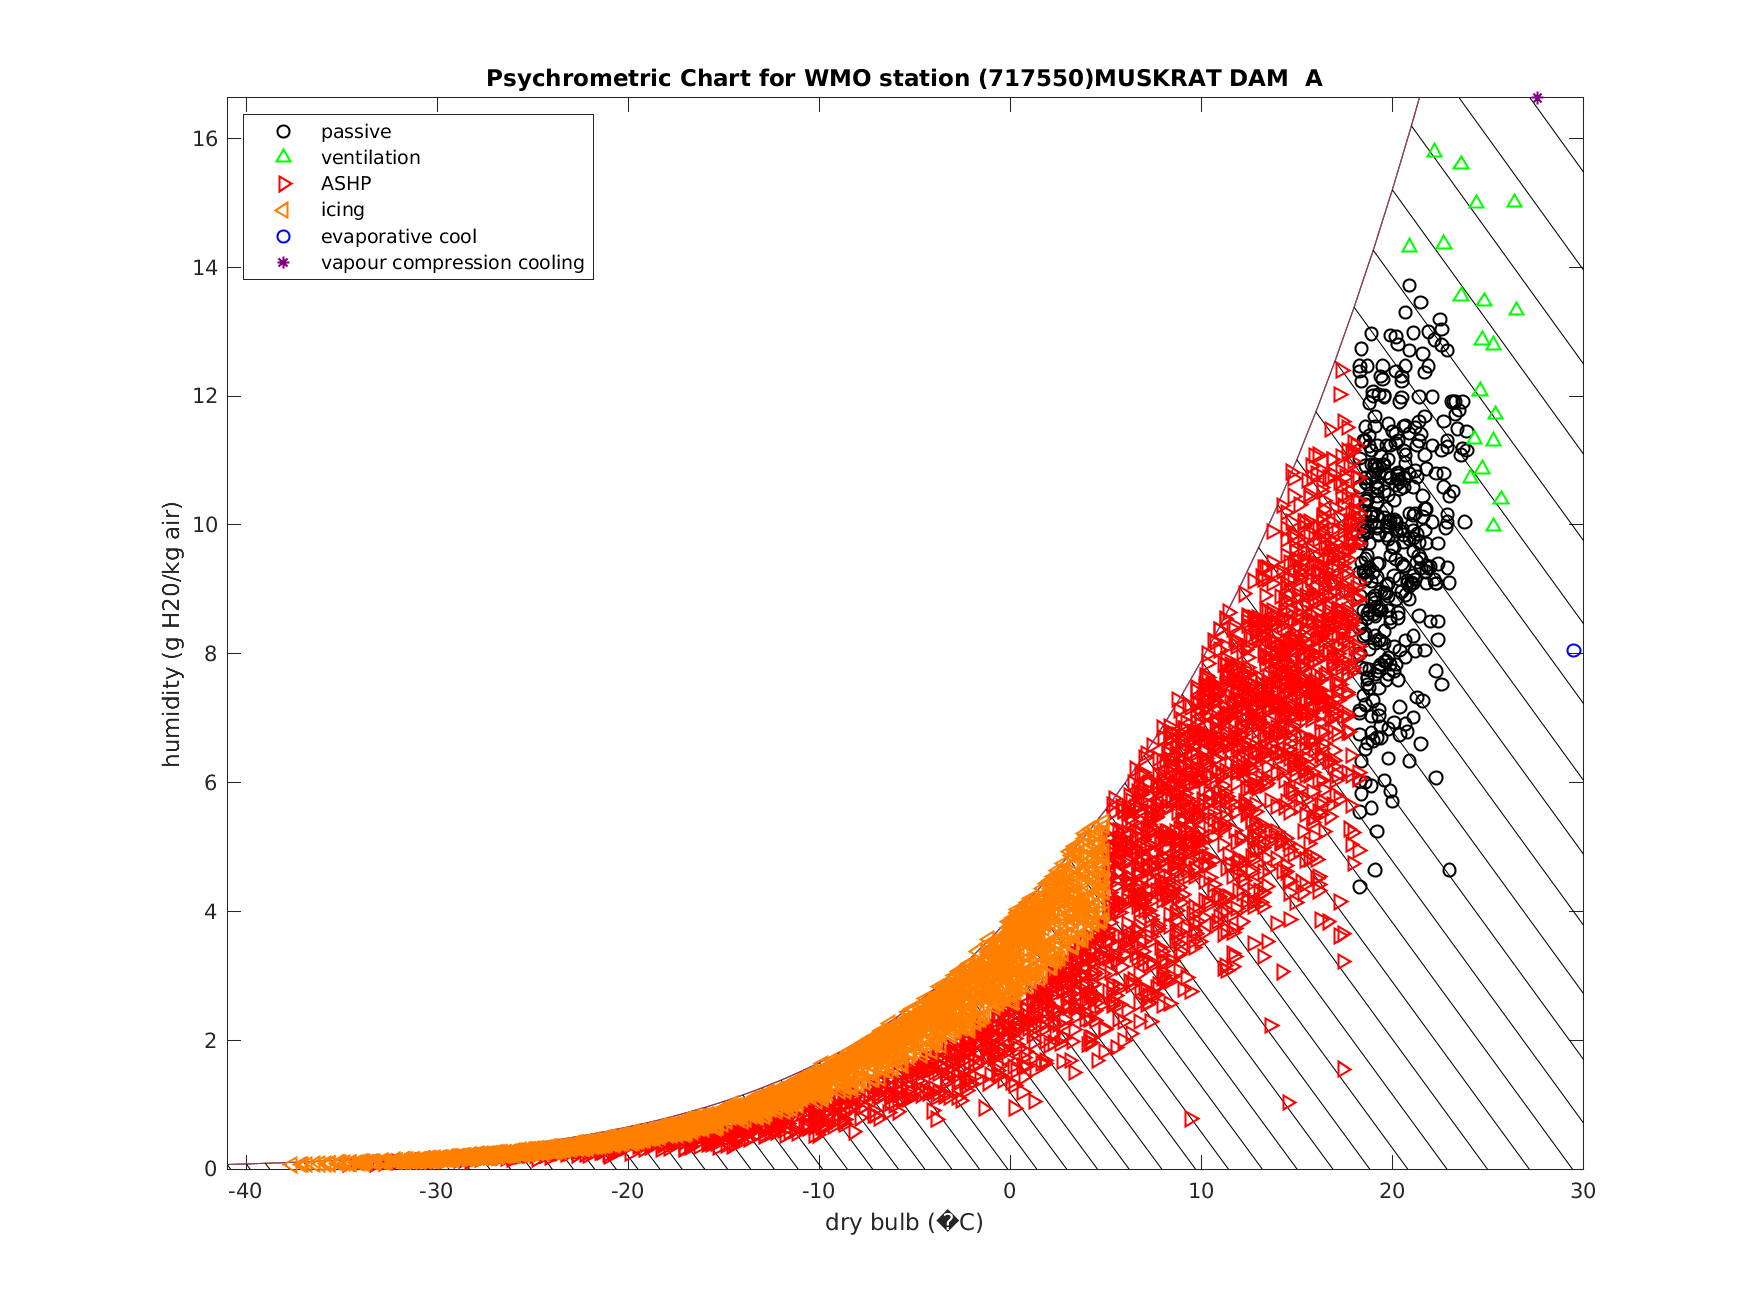 Psychrometric Chart for WMO station (717550)MUSKRAT DAM  A
passive
ventilation
ASHP
icing
evaporative cool
vapour compression cooling
humidity (g H20/kg air)
16
14
12
10
8
6
4
2
0
-40 -30 -20 -10 0 10 20 30
dry bulb (�C)